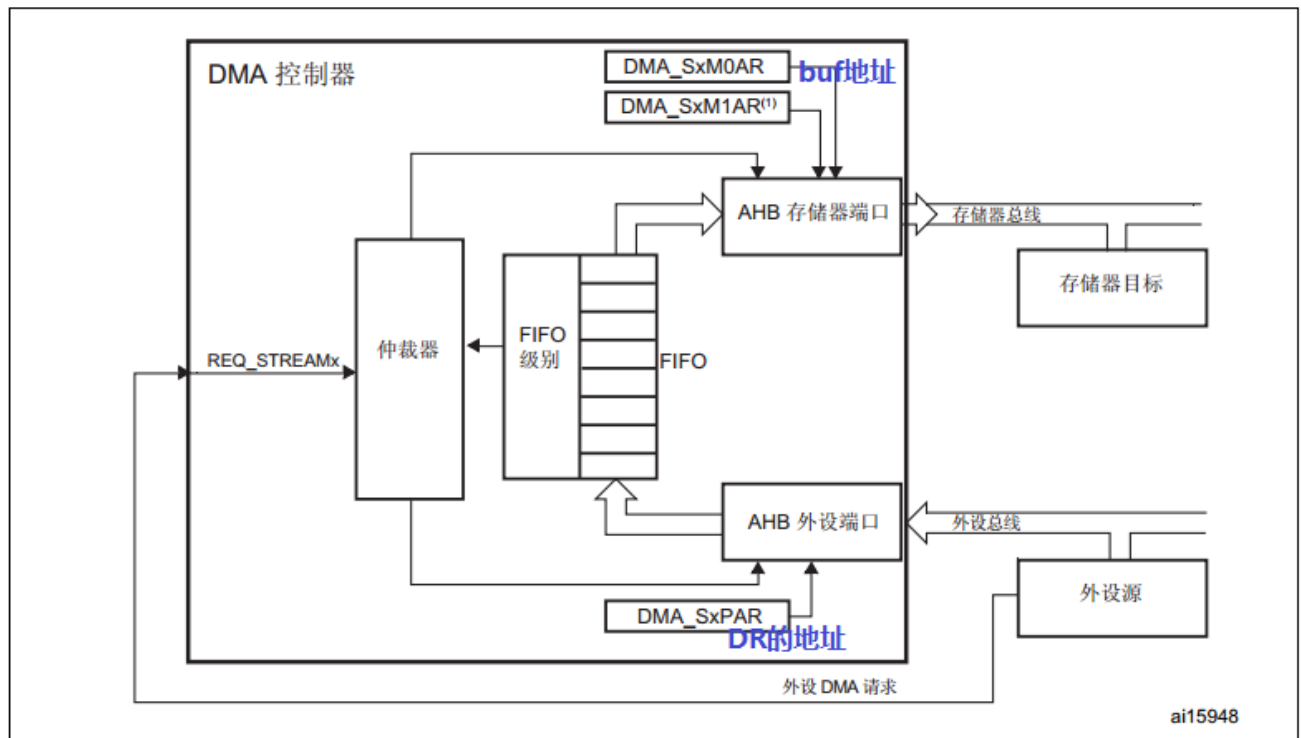 DMA 控制器
DMA_SxM0AR
buf地址
DMA_SxM1AR(1)
AHB 存储器端口
存储器总线
存储器目标
REQ_STREAMx
仲裁器
FIFO
级别
FIFO
AHB 外设端口
外设总线
外设源
DMA_SxPAR
DR的地址
外设 DMA 请求
ai15948